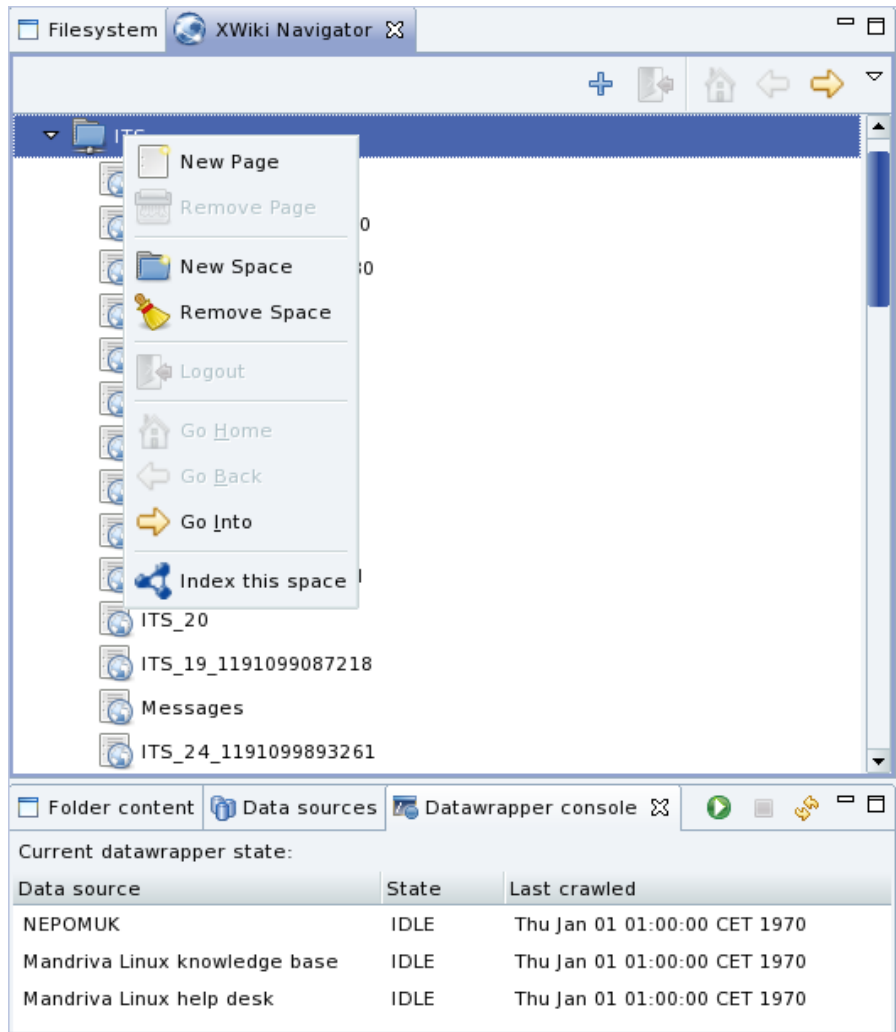 Filesystem XWiki Navigator
ITS
New Page
Remove Page
0
New Space
30
Remove Space
Logout
Go Home
Go Back
Go Into
Index this space
ITS_20
ITS_19_1191099087218
Messages
ITS_24_1191099893261
Folder content Data sources Datawrapper console
Current datawrapper state:
Data source State Last crawled
NEPOMUK IDLE Thu Jan 01 01:00:00 CET 1970
Mandriva Linux knowledge base IDLE Thu Jan 01 01:00:00 CET 1970
Mandriva Linux help desk IDLE Thu Jan 01 01:00:00 CET 1970